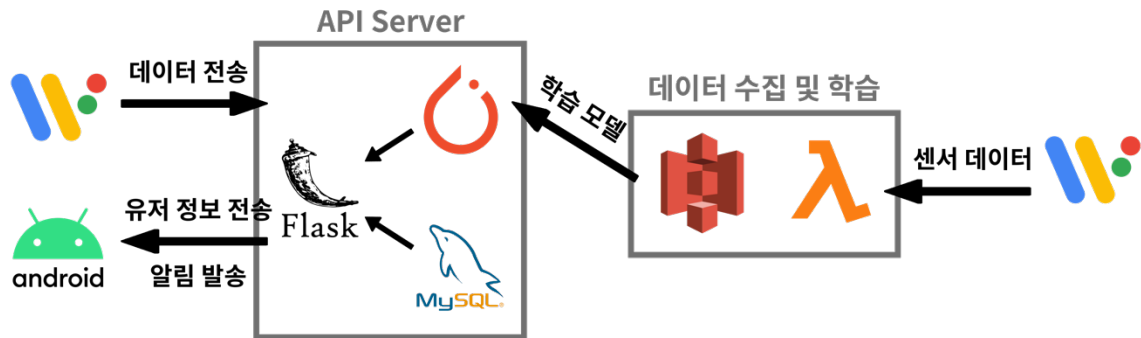 API Server
데이터 전송
학습 모델
데이터 수집 및 학습
센서 데이터
Flask
유저 정보 전송
android
알림 발송
MySQL